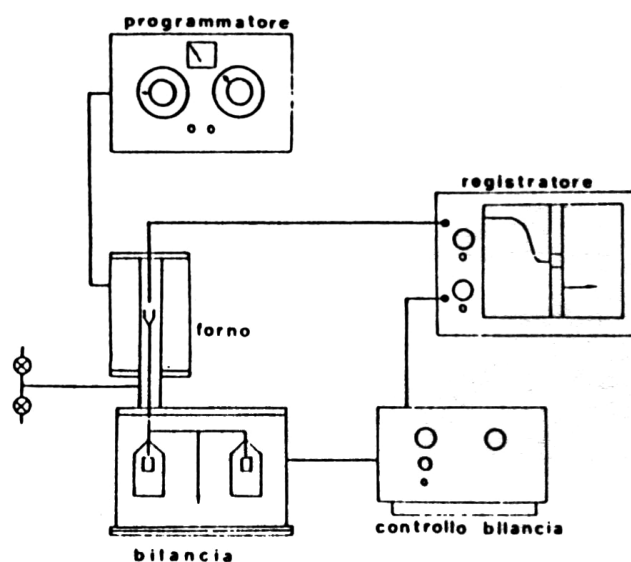 programmatore
registratore
forno
controllo bilancia
bilancia